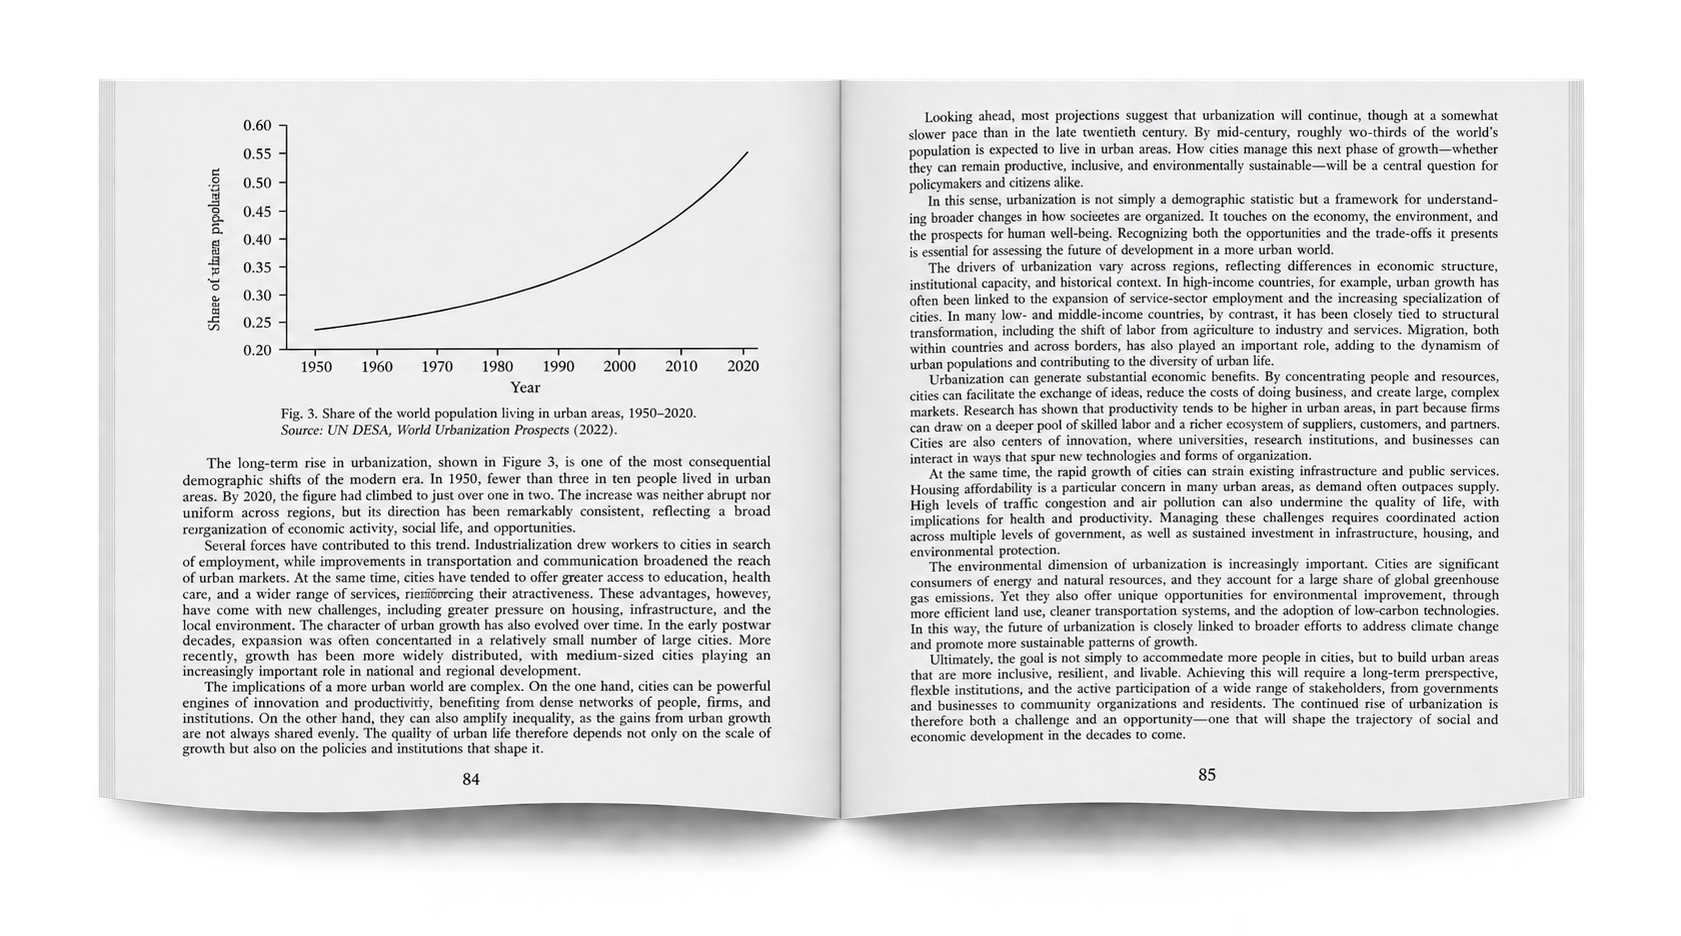 0.60
0.55
0.50
0.45
0.40
0.35
0.30
0.25
0.20
Share of
1950 1960 1970 1980 1990 2000 2010 2020
Year
Fig. 3. Share of the world population living in urban areas, 1950–2020.
Source: UN DESA, World Urbanization Prospects (2022).
The long-term rise in urbanization, shown in Figure 3, is one of the most consequential
demographic shifts of the modern era. In 1950, fewer than three in ten people lived in urban
areas. By 2020, the figure had climbed to just over one in two. The increase was neither abrupt nor
uniform across regions, but its direction has been remarkably consistent, reflecting a broad
rerganization of economic activity, social life, and opportunities.
Several forces have contributed to this trend. Industrialization drew workers to cities in search
of employment, while improvements in transportation and communication broadened the reach
of urban markets. At the same time, cities have tended to offer greater access to education, health
care, and a wider range of services, their atractiveness. These advantages, however,
have come with new challenges, including greater pressure on housing, infrastructure, and the
local environment. The character of urban growth has also evolved over time. In the early postwar
decades, expansion was often concentaned in a relatively small number of large cities. More
recently, growth has been more widely distributed, with medium-sized cities playing an
increasingly important role in national and regional development.
The implications of a more urban world are complex. On the one hand, cities can be powerful
engines of innovation and productivitiy, benefiting from dense networks of people, firms, and
institutions. On the other hand, they can also amplify inequality, as the gains from urban growth
are not always shared evenly. The quality of urban life therefore depends not only on the scale of
growth but also on the policies and institutions that shape it.
84
Looking ahead, most projections suggest that urbanization will continue, though at a somewhat
slower pace than in the late twentieth century. By mid-century, roughly wo-thirds of the world's
population is expected to live in urban areas. How cities manage this next phase of growth—whether
they can remain productive, inclusive, and environmentally sustainable—will be a central question for
policymakers and citizens alike.
In this sense, urbanization is not simply a demographic statistic but a framework for understand-
ing broader changes in how socieetes are organized. It touches on the economy, the environment, and
the prospects for human well-being. Recognizing both the opportunities and the trade-offs it presents
is essential for assessing the future of development in a more urban world.
The drivers of urbanization vary across regions, reflecting differences in economic structure,
institutional capacity, and historical context. In high-income countries, for example, urban growth has
often been linked to the expansion of service-sector employment and the increasing specialization of
cities. In many low- and middle-income countries, by contrast, it has been closely tied to structural
transformation, including the shift of labor from agriculture to industry and services. Migration, both
within countries and across borders, has also played an important role, adding to the dynamism of
urban populations and contributing to the diversity of urban life.
Urbanization can generate substantial economic benefits. By concentrating people and resources,
cities can facilitate the exchange of ideas, reduce the costs of doing business, and create large, complex
markets. Research has shown that productivity tends to be higher in urban areas, in part because firms
can draw on a deeper pool of skilled labor and a richer ecosystem of suppliers, customers, and partners.
Cities are also centers of innovation, where universities, research institutions, and businesses can
interact in ways that spur new technologies and forms of organization.
At the same time, the rapid growth of cities can strain existing infrastructure and public services.
Housing affordability is a particular concern in many urban areas, as demand often outpaces supply.
High levels of traffic congestion and air pollution can also undermine the quality of life, with
implications for health and productivity. Managing these challenges requires coordinated action
across multiple levels of government, as well as sustained investment in infrastructure, housing, and
environmental protection.
The environmental dimension of urbanization is increasingly important. Cities are significant
consumers of energy and natural resources, and they account for a large share of global greenhouse
gas emissions. Yet they also offer unique opportunities for environmental improvement, through
more efficient land use, cleaner transportation systems, and the adoption of low-carbon technologies.
In this way, the future of urbanization is closely linked to broader efforts to address climate change
and promote more sustainable patterns of growth.
Ultimately, the goal is not simply to accommedate more people in cities, but to build urban areas
that are more inclusive, resilient, and livable. Achieving this will require a long-term prerspective,
flexble institutions, and the active participation of a wide range of stakeholders, from governments
and businesses to community organizations and residents. The continued rise of urbanization is
therefore both a challenge and an opportunity—one that will shape the trajectory of social and
economic development in the decades to come.
85